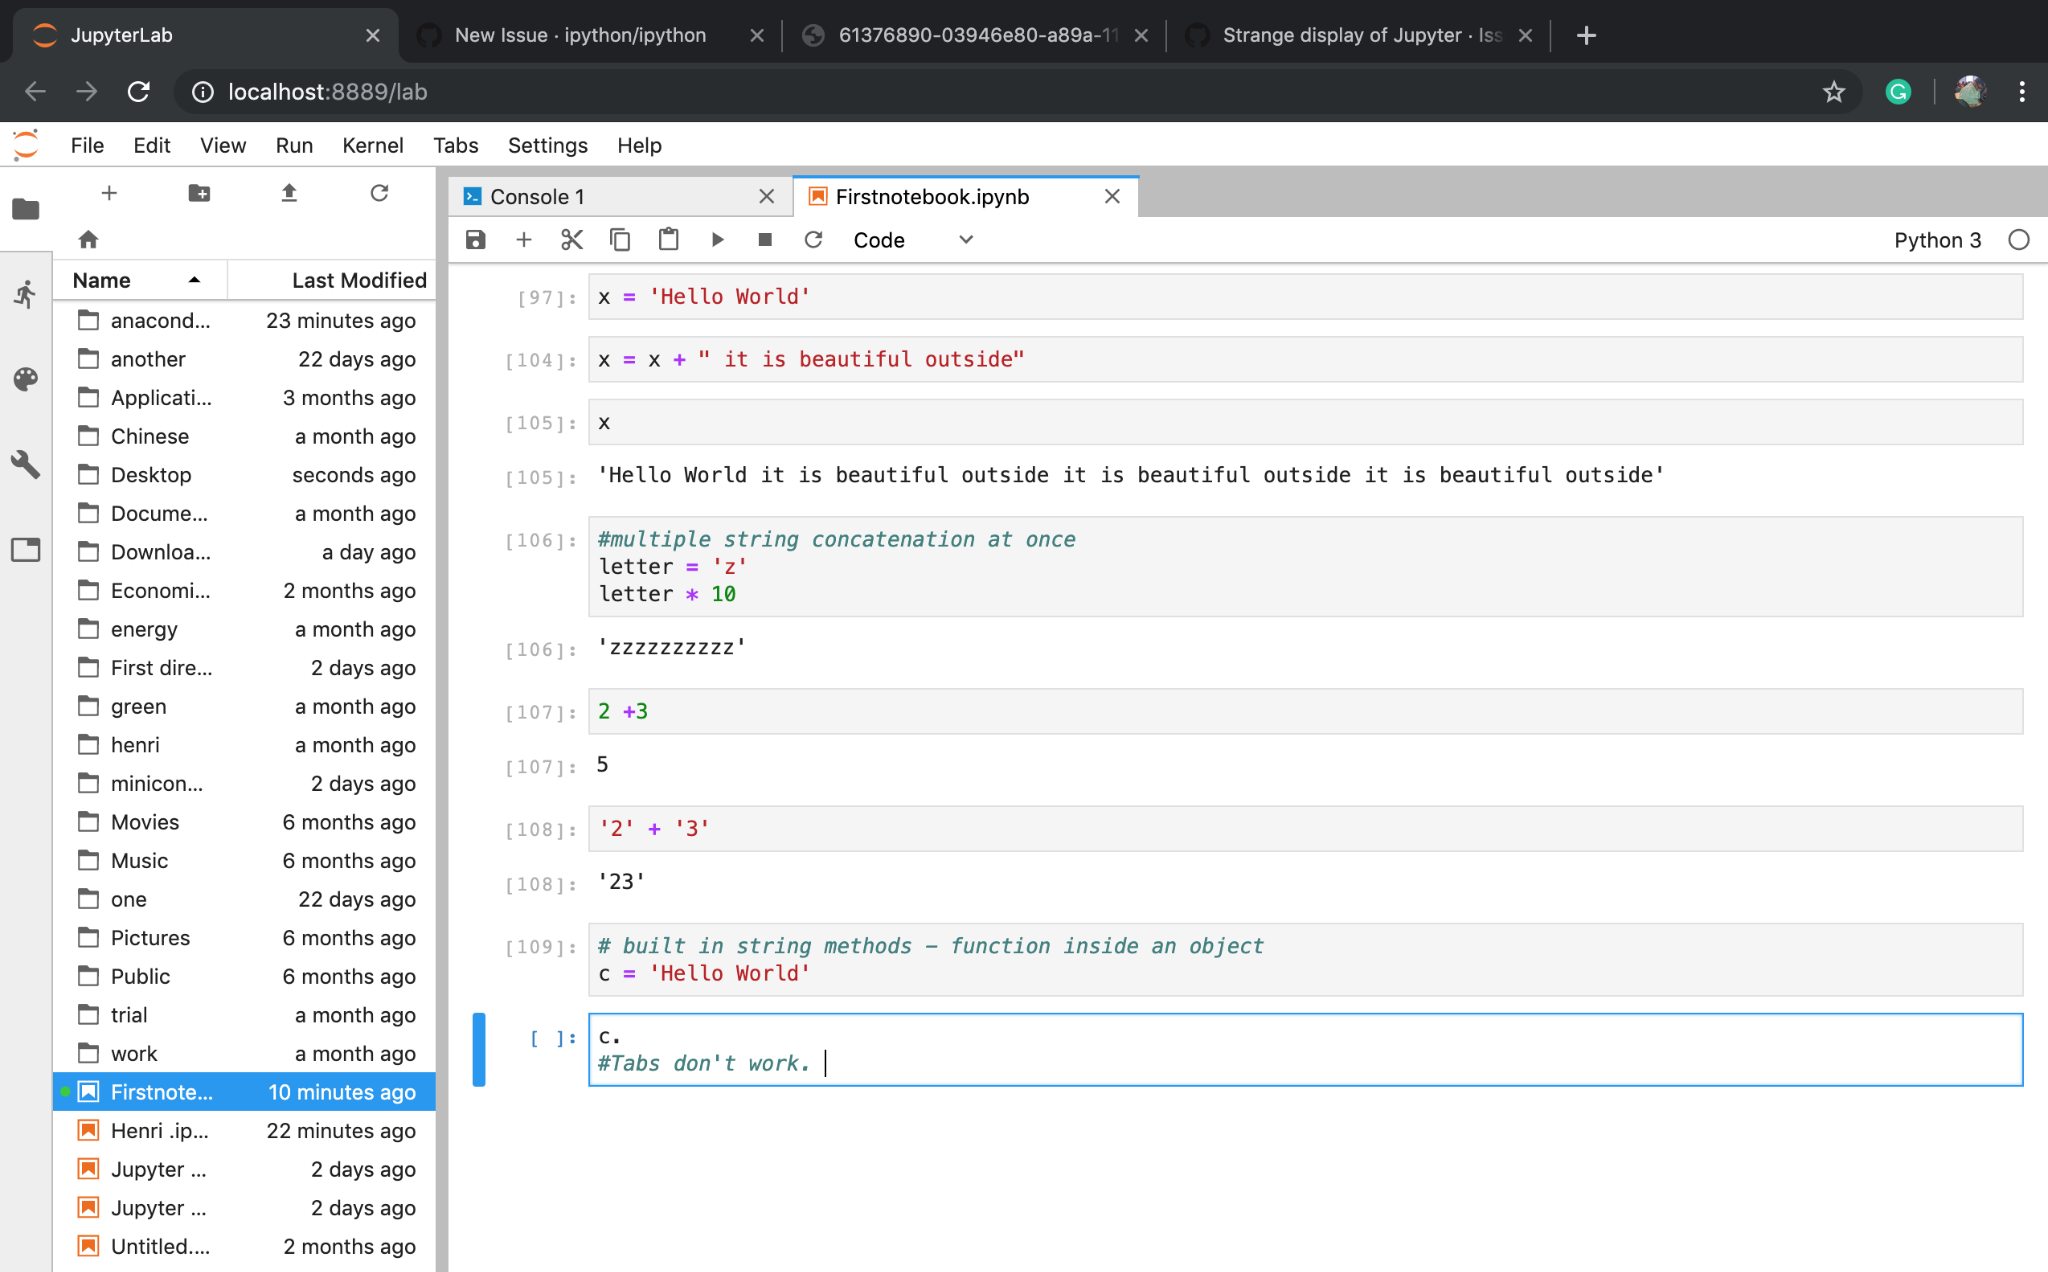 JupyterLab
New Issue · ipython/ipython
61376890-03946e80-a89a-11
Strange display of Jupyter · Iss
localhost:8889/lab
File Edit View Run Kernel Tabs Settings Help
Name Last Modified
anacond... 23 minutes ago
another 22 days ago
Applicati... 3 months ago
Chinese a month ago
Desktop seconds ago
Docume... a month ago
Downloa... a day ago
Economi... 2 months ago
energy a month ago
First dire... 2 days ago
green a month ago
henri a month ago
minicon... 2 days ago
Movies 6 months ago
Music 6 months ago
one 22 days ago
Pictures 6 months ago
Public 6 months ago
trial a month ago
work a month ago
Firstnote... 10 minutes ago
Henri .ip... 22 minutes ago
Jupyter ... 2 days ago
Jupyter ... 2 days ago
Untitled.... 2 months ago
Console 1
Firstnotebook.ipynb
Code
Python 3
[97]: x = 'Hello World'
[104]: x = x + " it is beautiful outside"
[105]: x
[105]: 'Hello World it is beautiful outside it is beautiful outside it is beautiful outside'
[106]: #multiple string concatenation at once
letter = 'z'
letter * 10
[106]: 'zzzzzzzzzz'
[107]: 2 +3
[107]: 5
[108]: '2' + '3'
[108]: '23'
[109]: # built in string methods – function inside an object
c = 'Hello World'
[ ]: c.
#Tabs don't work.